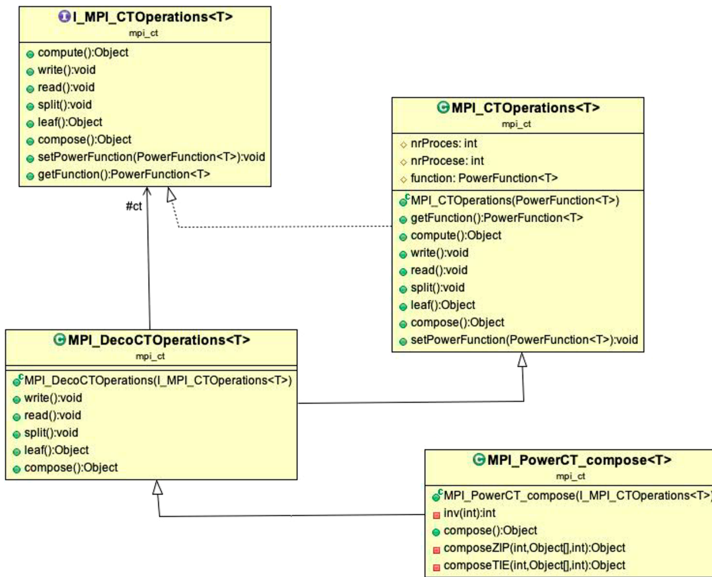 I_MPI_CTOperations<T>
mpi_ct
compute():Object
write():void
read():void
split():void
leaf():Object
compose():Object
setPowerFunction(PowerFunction<T>):void
getFunction():PowerFunction<T>
#ct
MPI_CTOperations<T>
mpi_ct
nrProces: int
nrProcese: int
function: PowerFunction<T>
MPI_CTOperations(PowerFunction<T>)
getFunction():PowerFunction<T>
compute():Object
write():void
read():void
split():void
leaf():Object
compose():Object
setPowerFunction(PowerFunction<T>):void
MPI_DecoCTOperations<T>
mpi_ct
MPI_DecoCTOperations(I_MPI_CTOperations<T>)
write():void
read():void
split():void
leaf():Object
compose():Object
MPI_PowerCT_compose<T>
mpi_ct
MPI_PowerCT_compose(I_MPI_CTOperations<T>)
inv(int):int
compose():Object
composeZIP(int,Object[],int):Object
composeTIE(int,Object[],int):Object